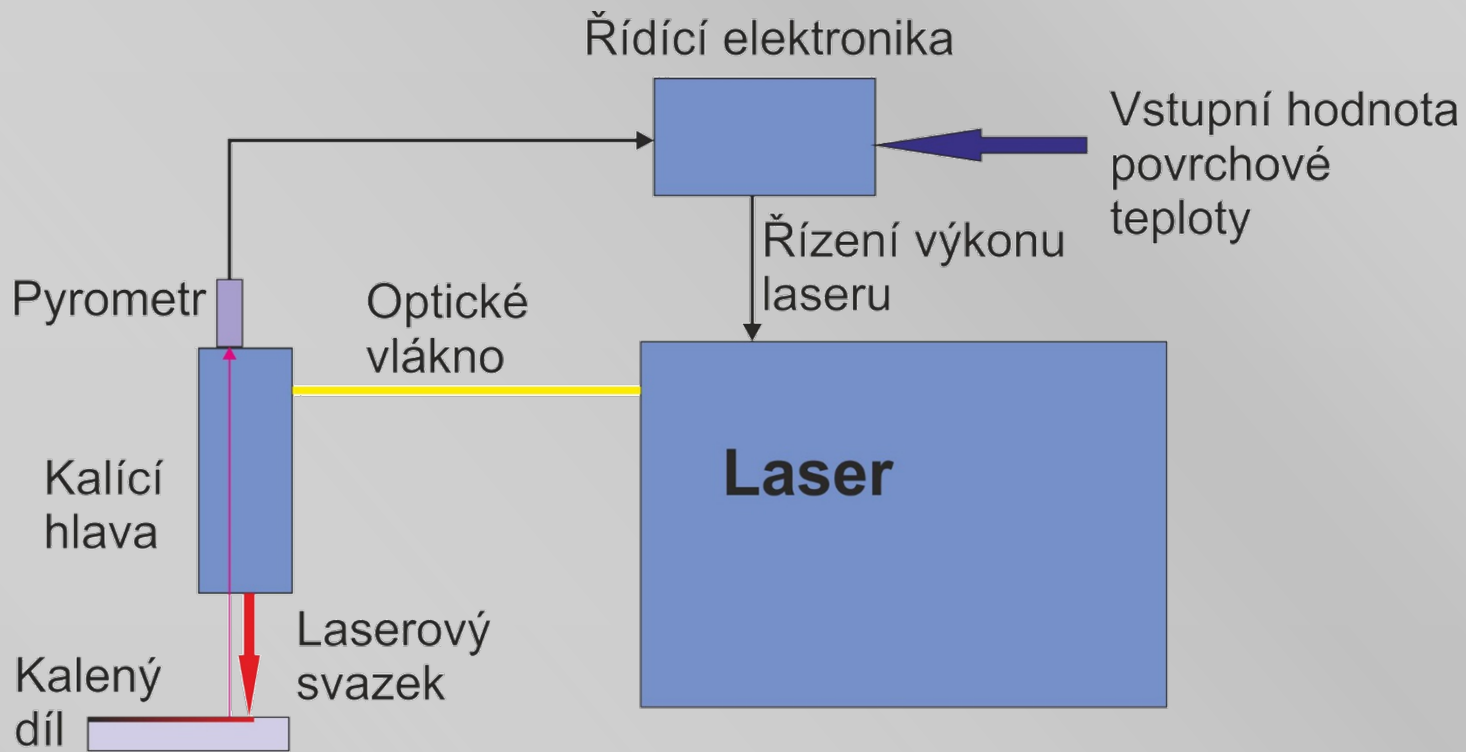 Řídící elektronika
Vstupní hodnota
povrchové
teploty
Řízení výkonu
laseru
Pyrometr
Optické
vlákno
Laser
Kalící
hlava
Laserový
svazek
Kalený
díl